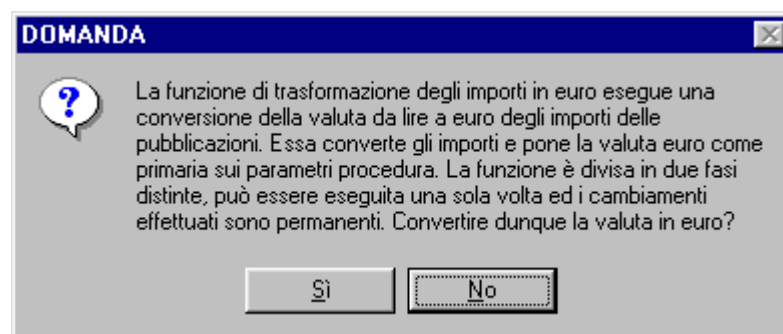 DOMANDA
La funzione di trasformazione degli importi in euro esegue una
conversione della valuta da lire a euro degli importi delle
pubblicazioni. Essa converte gli importi e pone la valuta euro come
primaria sui parametri procedura. La funzione è divisa in due fasi
distinte, può essere eseguita una sola volta ed i cambiamenti
effettuati sono permanenti. Convertire dunque la valuta in euro?
Sì No